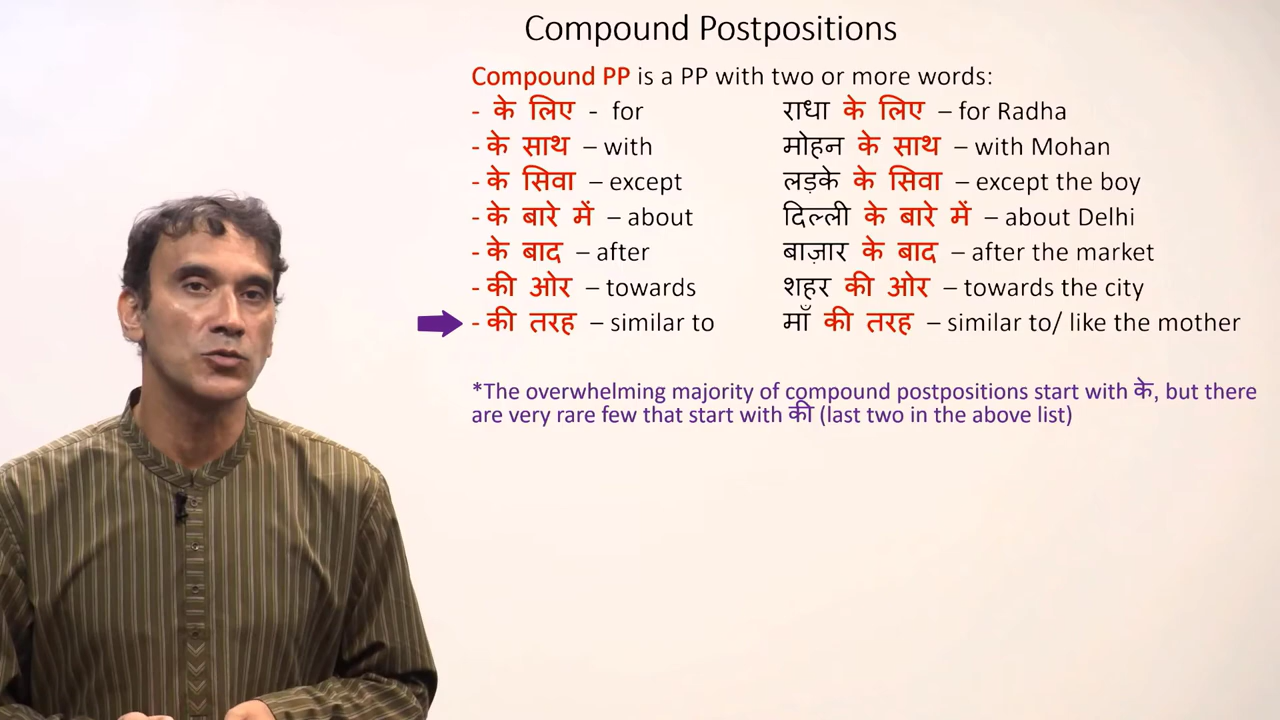 Compound Postpositions
Compound PP is a PP with two or more words:
- के लिए - for राधा के लिए – for Radha
- के साथ – with मोहन के साथ – with Mohan
- के सिवा – except लड़के के सिवा – except the boy
- के बारे में – about दिल्ली के बारे में – about Delhi
- के बाद – after बाज़ार के बाद – after the market
- की ओर – towards शहर की ओर – towards the city
- की तरह – similar to माँ की तरह – similar to/ like the mother
*The overwhelming majority of compound postpositions start with के, but there
are very rare few that start with की (last two in the above list)